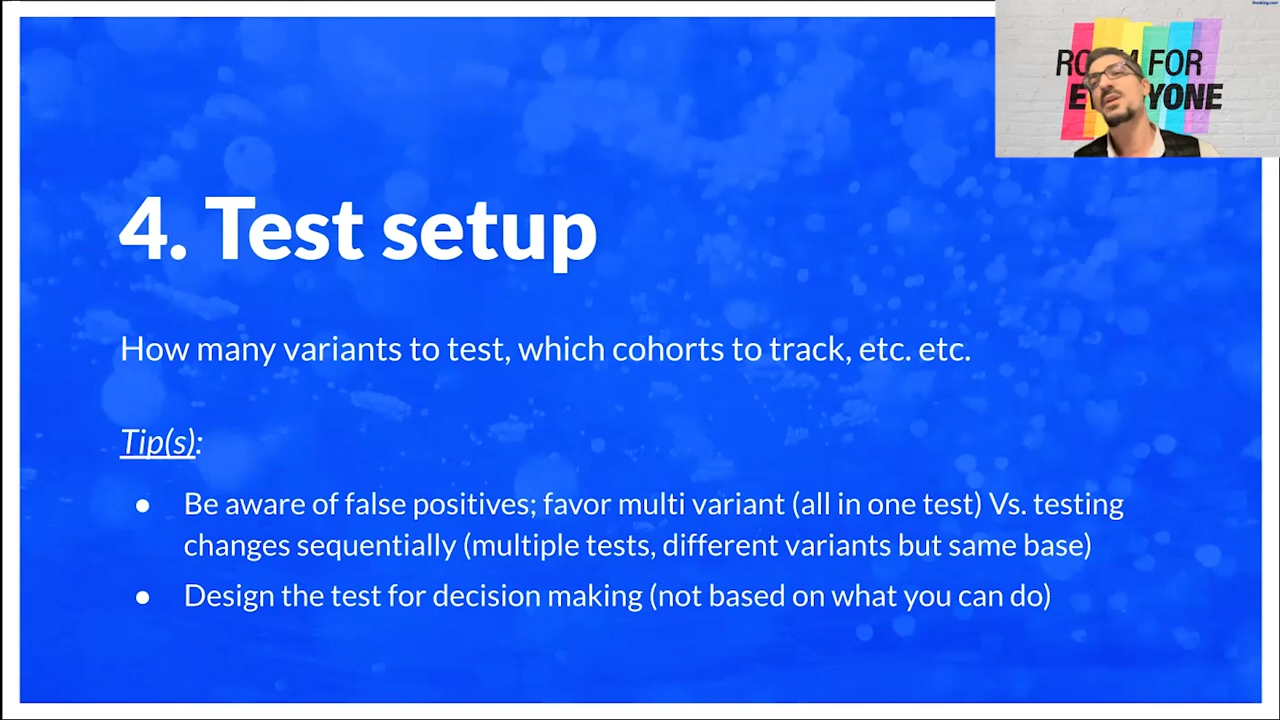 Booking.com
ROOM FOR
EVERYONE
4. Test setup
How many variants to test, which cohorts to track, etc. etc.
Tip(s):
● Be aware of false positives; favor multi variant (all in one test) Vs. testing
changes sequentially (multiple tests, different variants but same base)
● Design the test for decision making (not based on what you can do)